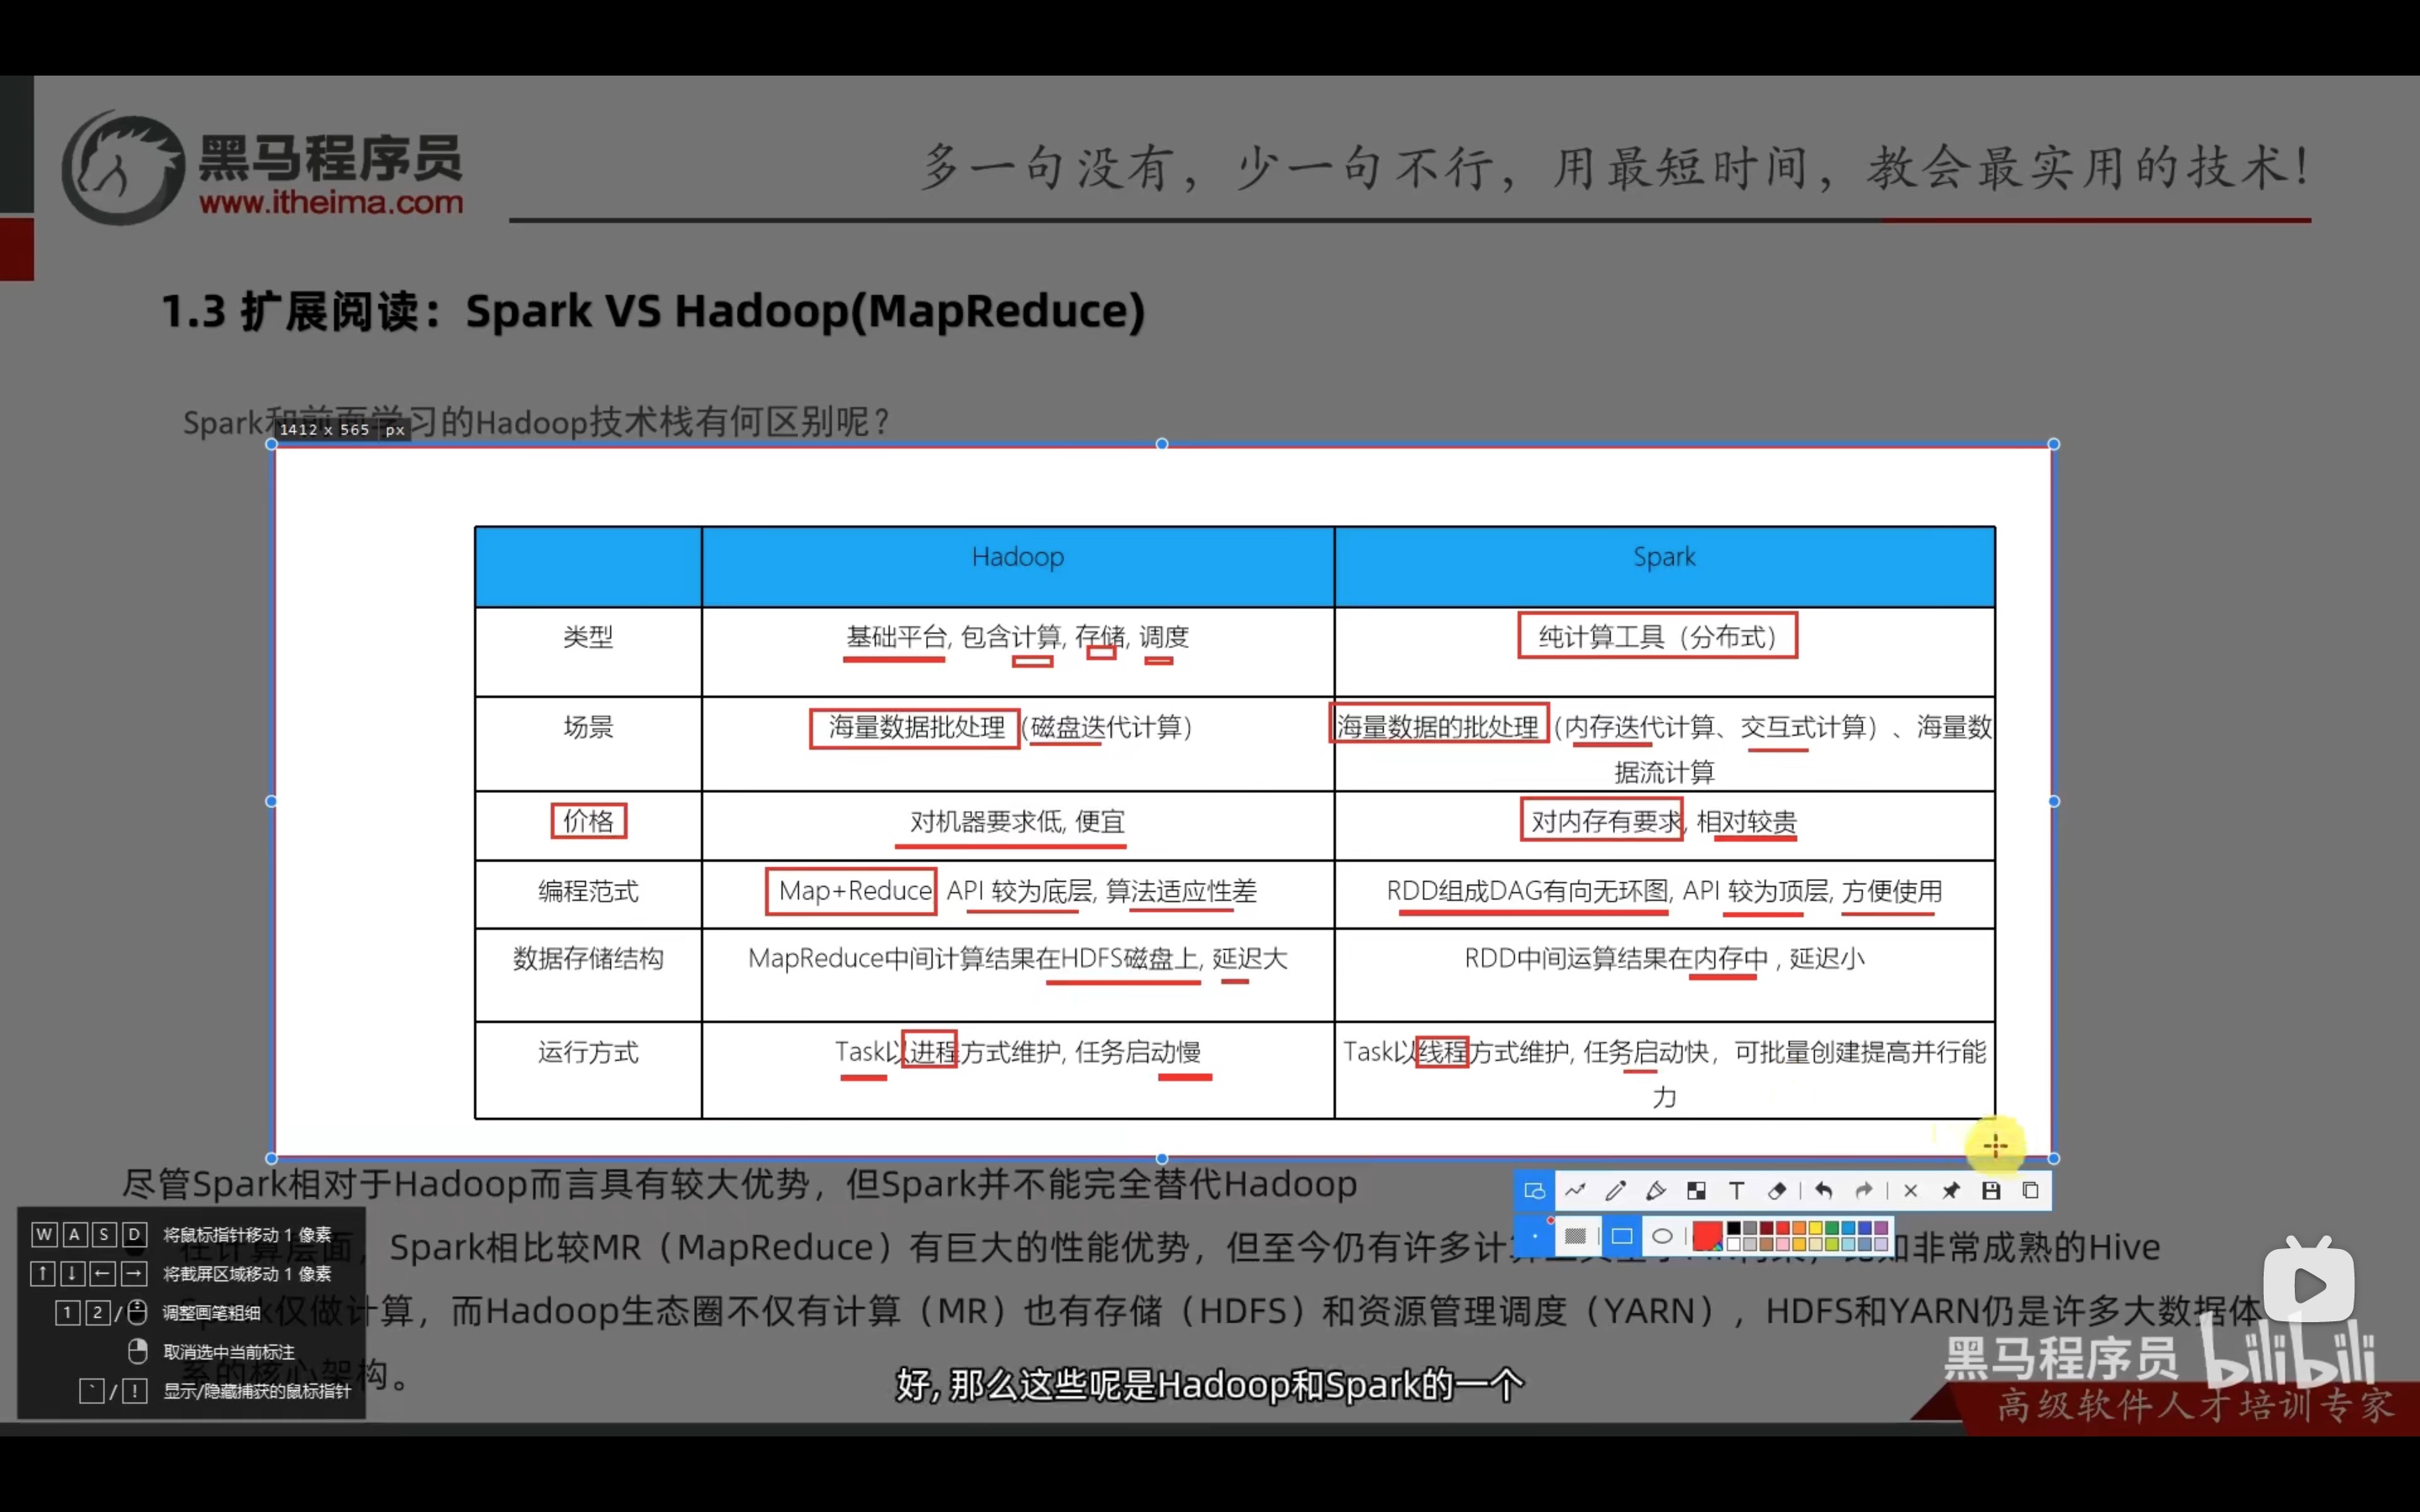 黑马程序员
www.itheima.com
多一句没有，少一句不行，用最短时间，教会最实用的技术！
1.3 扩展阅读：Spark VS Hadoop(MapReduce)
Spark和前面学习的Hadoop技术栈有何区别呢？
1412 x 565 px
Hadoop Spark
类型 基础平台, 包含计算, 存储, 调度 纯计算工具（分布式）
场景 海量数据批处理（磁盘迭代计算） 海量数据的批处理（内存迭代计算、交互式计算）、海量数
据流计算
价格 对机器要求低, 便宜 对内存有要求, 相对较贵
编程范式 Map+Reduce API 较为底层, 算法适应性差 RDD组成DAG有向无环图, API 较为顶层, 方便使用
数据存储结构 MapReduce中间计算结果在HDFS磁盘上, 延迟大 RDD中间运算结果在内存中 , 延迟小
运行方式 Task以进程方式维护, 任务启动慢 Task以线程方式维护, 任务启动快，可批量创建提高并行能
力
尽管Spark相对于Hadoop而言具有较大优势，但Spark并不能完全替代Hadoop
在计算层面，Spark相比较MR（MapReduce）有巨大的性能优势，但至今仍有许多计 非常成熟的Hive
Spark仅做计算，而Hadoop生态圈不仅有计算（MR）也有存储（HDFS）和资源管理调度（YARN），HDFS和YARN仍是许多大数据体
系的核心架构。
W A S D 将鼠标指针移动 1 像素
↑ ↓ ← → 将截屏区域移动 1 像素
1 2 / 调整画笔粗细
取消选中当前标注
` / ! 显示/隐藏捕获的鼠标指针
T
好, 那么这些呢是Hadoop和Spark的一个
黑马程序员 bilibili
高级软件人才培训专家